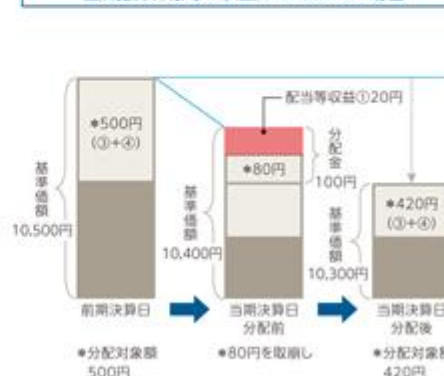 配当等収益①20円
*500円
(③+④)
分配金
*80円
100円
*420円
(③+④)
基準価額
10,500円
基準価額
10,400円
基準価額
10,300円
前期決算日
当期決算日
分配前
当期決算日
分配後
*分配対象額
500円
*80円を取崩し
*分配対象額
420円